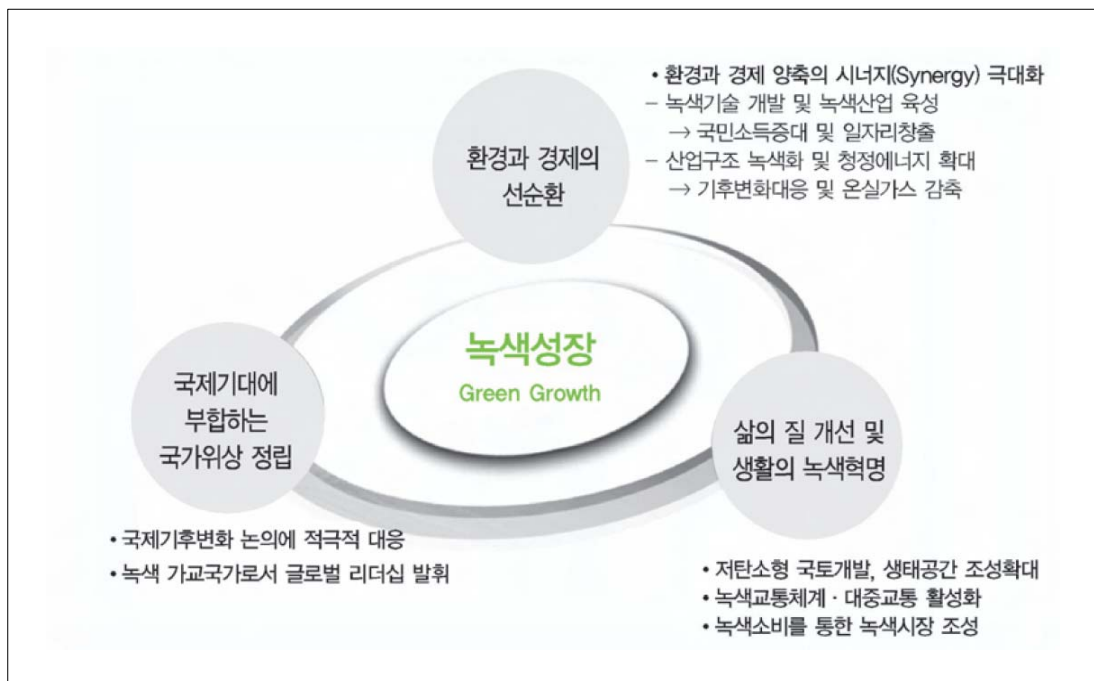 환경과 경제의
선순환
• 환경과 경제 양축의 시너지(Synergy) 극대화
– 녹색기술 개발 및 녹색산업 육성
→ 국민소득증대 및 일자리창출
– 산업구조 녹색화 및 청정에너지 확대
→ 기후변화대응 및 온실가스 감축
녹색성장
Green Growth
국제기대에
부합하는
국가위상 정립
• 국제기후변화 논의에 적극적 대응
• 녹색 가교국가로서 글로벌 리더십 발휘
삶의 질 개선 및
생활의 녹색혁명
• 저탄소형 국토개발, 생태공간 조성확대
• 녹색교통체계 · 대중교통 활성화
• 녹색소비를 통한 녹색시장 조성